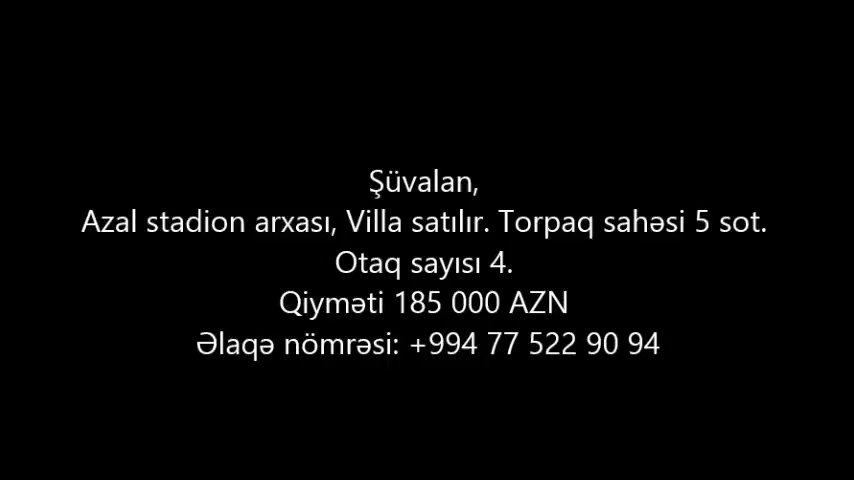 Şüvalan,
Azal stadion arxası, Villa satılır. Torpaq sahəsi 5 sot.
Otaq sayısı 4.
Qiyməti 185 000 AZN
Əlaqə nömrəsi: +994 77 522 90 94